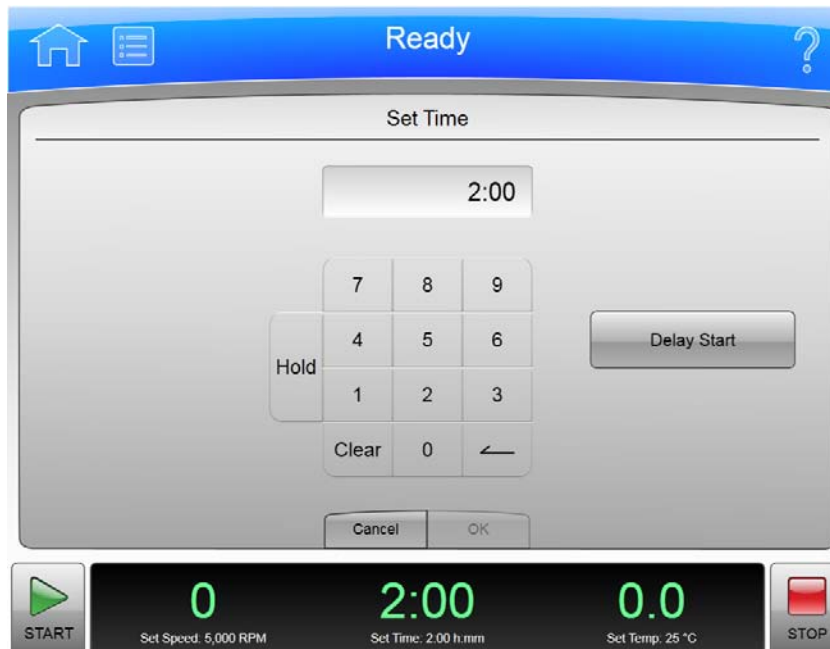 Ready
?
Set Time
2:00
7 8 9
4 5 6
Hold
1 2 3
Clear 0
Delay Start
Cancel OK
START
0
Set Speed: 5,000 RPM
2:00
Set Time: 2:00 h:mm
0.0
Set Temp: 25 °C
STOP